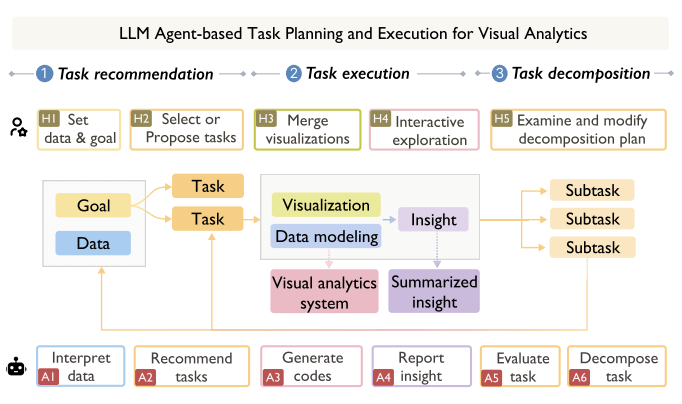 LLM Agent-based Task Planning and Execution for Visual Analytics
1 Task recommendation
2 Task execution
3 Task decomposition
H1 Set
data & goal
H2 Select or
Propose tasks
H3 Merge
visualizations
H4 Interactive
exploration
H5 Examine and modify
decomposition plan
Goal
Data
Task
Task
Visualization
Data modeling
Insight
Visual analytics
system
Summarized
insight
Subtask
Subtask
Subtask
Interpret
A1 data
Recommend
A2 tasks
Generate
A3 codes
Report
A4 insight
Evaluate
A5 task
Decompose
A6 task